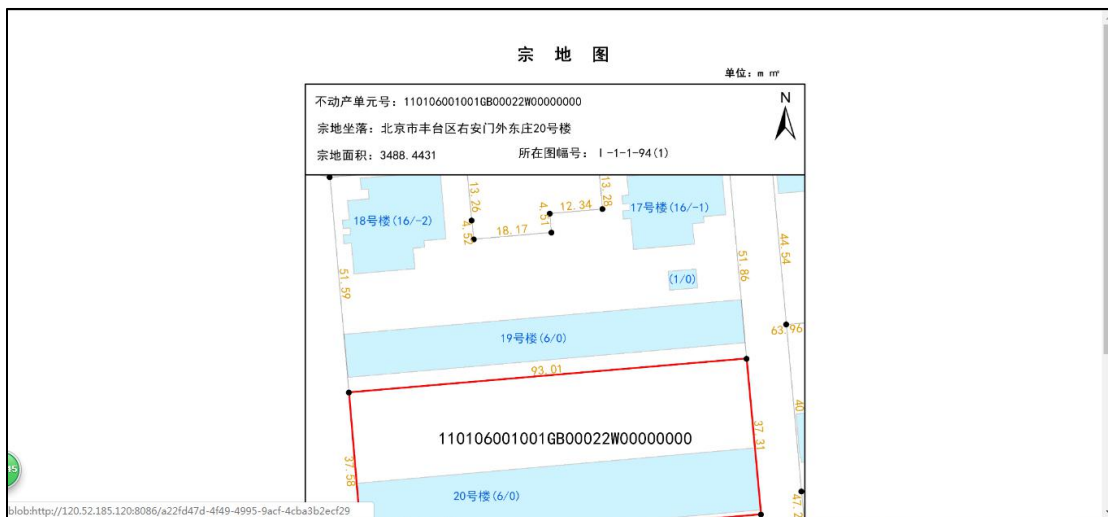 宗 地 图
单位：m ㎡
不动产单元号：110106001001GB00022W00000000
宗地坐落：北京市丰台区右安门外东庄20号楼
宗地面积：3488.4431
所在图幅号：I-1-1-94(1)
N
13.26
13.28
12.34
4.51
18号楼(16/-2)
17号楼(16/-1)
4.52
18.17
44.54
51.86
51.59
(1/0)
19号楼(6/0)
63.96
93.01
40
110106001001GB00022W00000000
37.31
37.58
20号楼(6/0)
47.2
blob:http://120.52.185.120:8086/a22fd47d-4f49-4995-9acf-4cba3b2ecf29